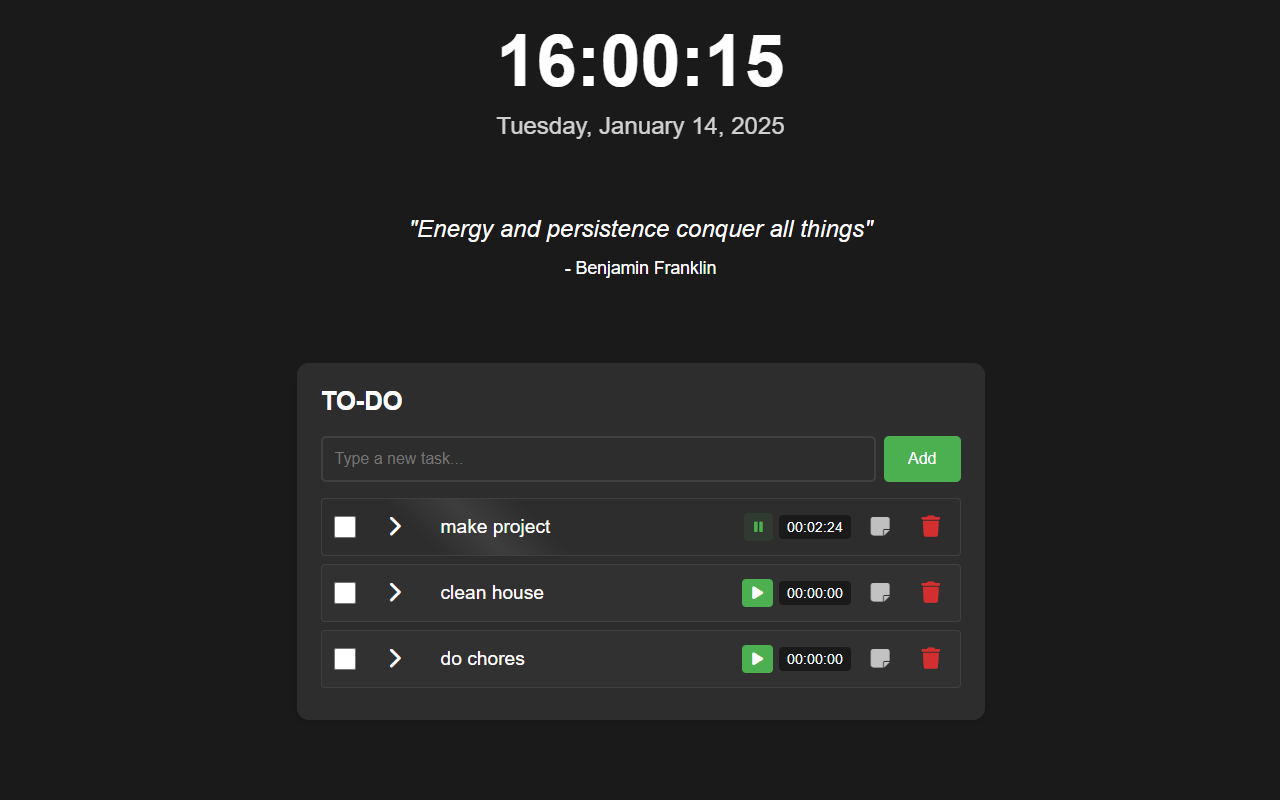 16:00:15
Tuesday, January 14, 2025
"Energy and persistence conquer all things"
- Benjamin Franklin
TO-DO
Type a new task...
Add
make project 00:02:24
clean house 00:00:00
do chores 00:00:00